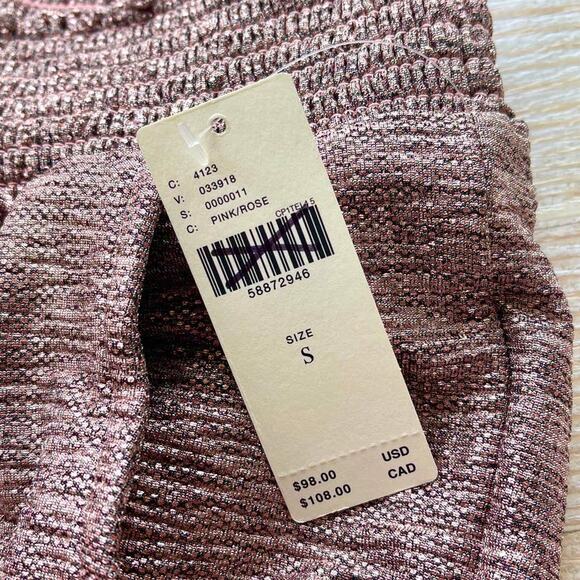 C: 4123
V: 033918
S: 0000011
C: PINK/ROSE
58872946
SIZE
S
$98.00 USD
$108.00 CAD